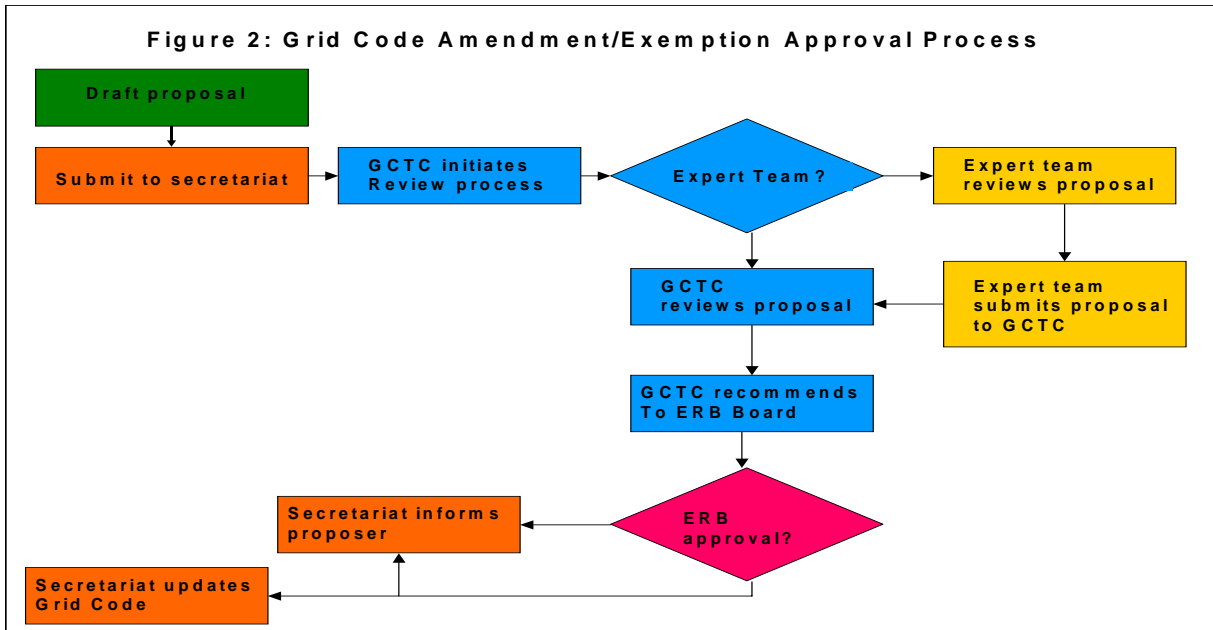 Figure 2: Grid Code Amendment/Exemption Approval Process
Draft proposal
Submit to secretariat
GCTC initiates
Review process
Expert Team?
Expert team
reviews proposal
GCTC
reviews proposal
Expert team
submits proposal
to GCTC
GCTC recommends
To ERB Board
ERB
approval?
Secretariat informs
proposer
Secretariat updates
Grid Code